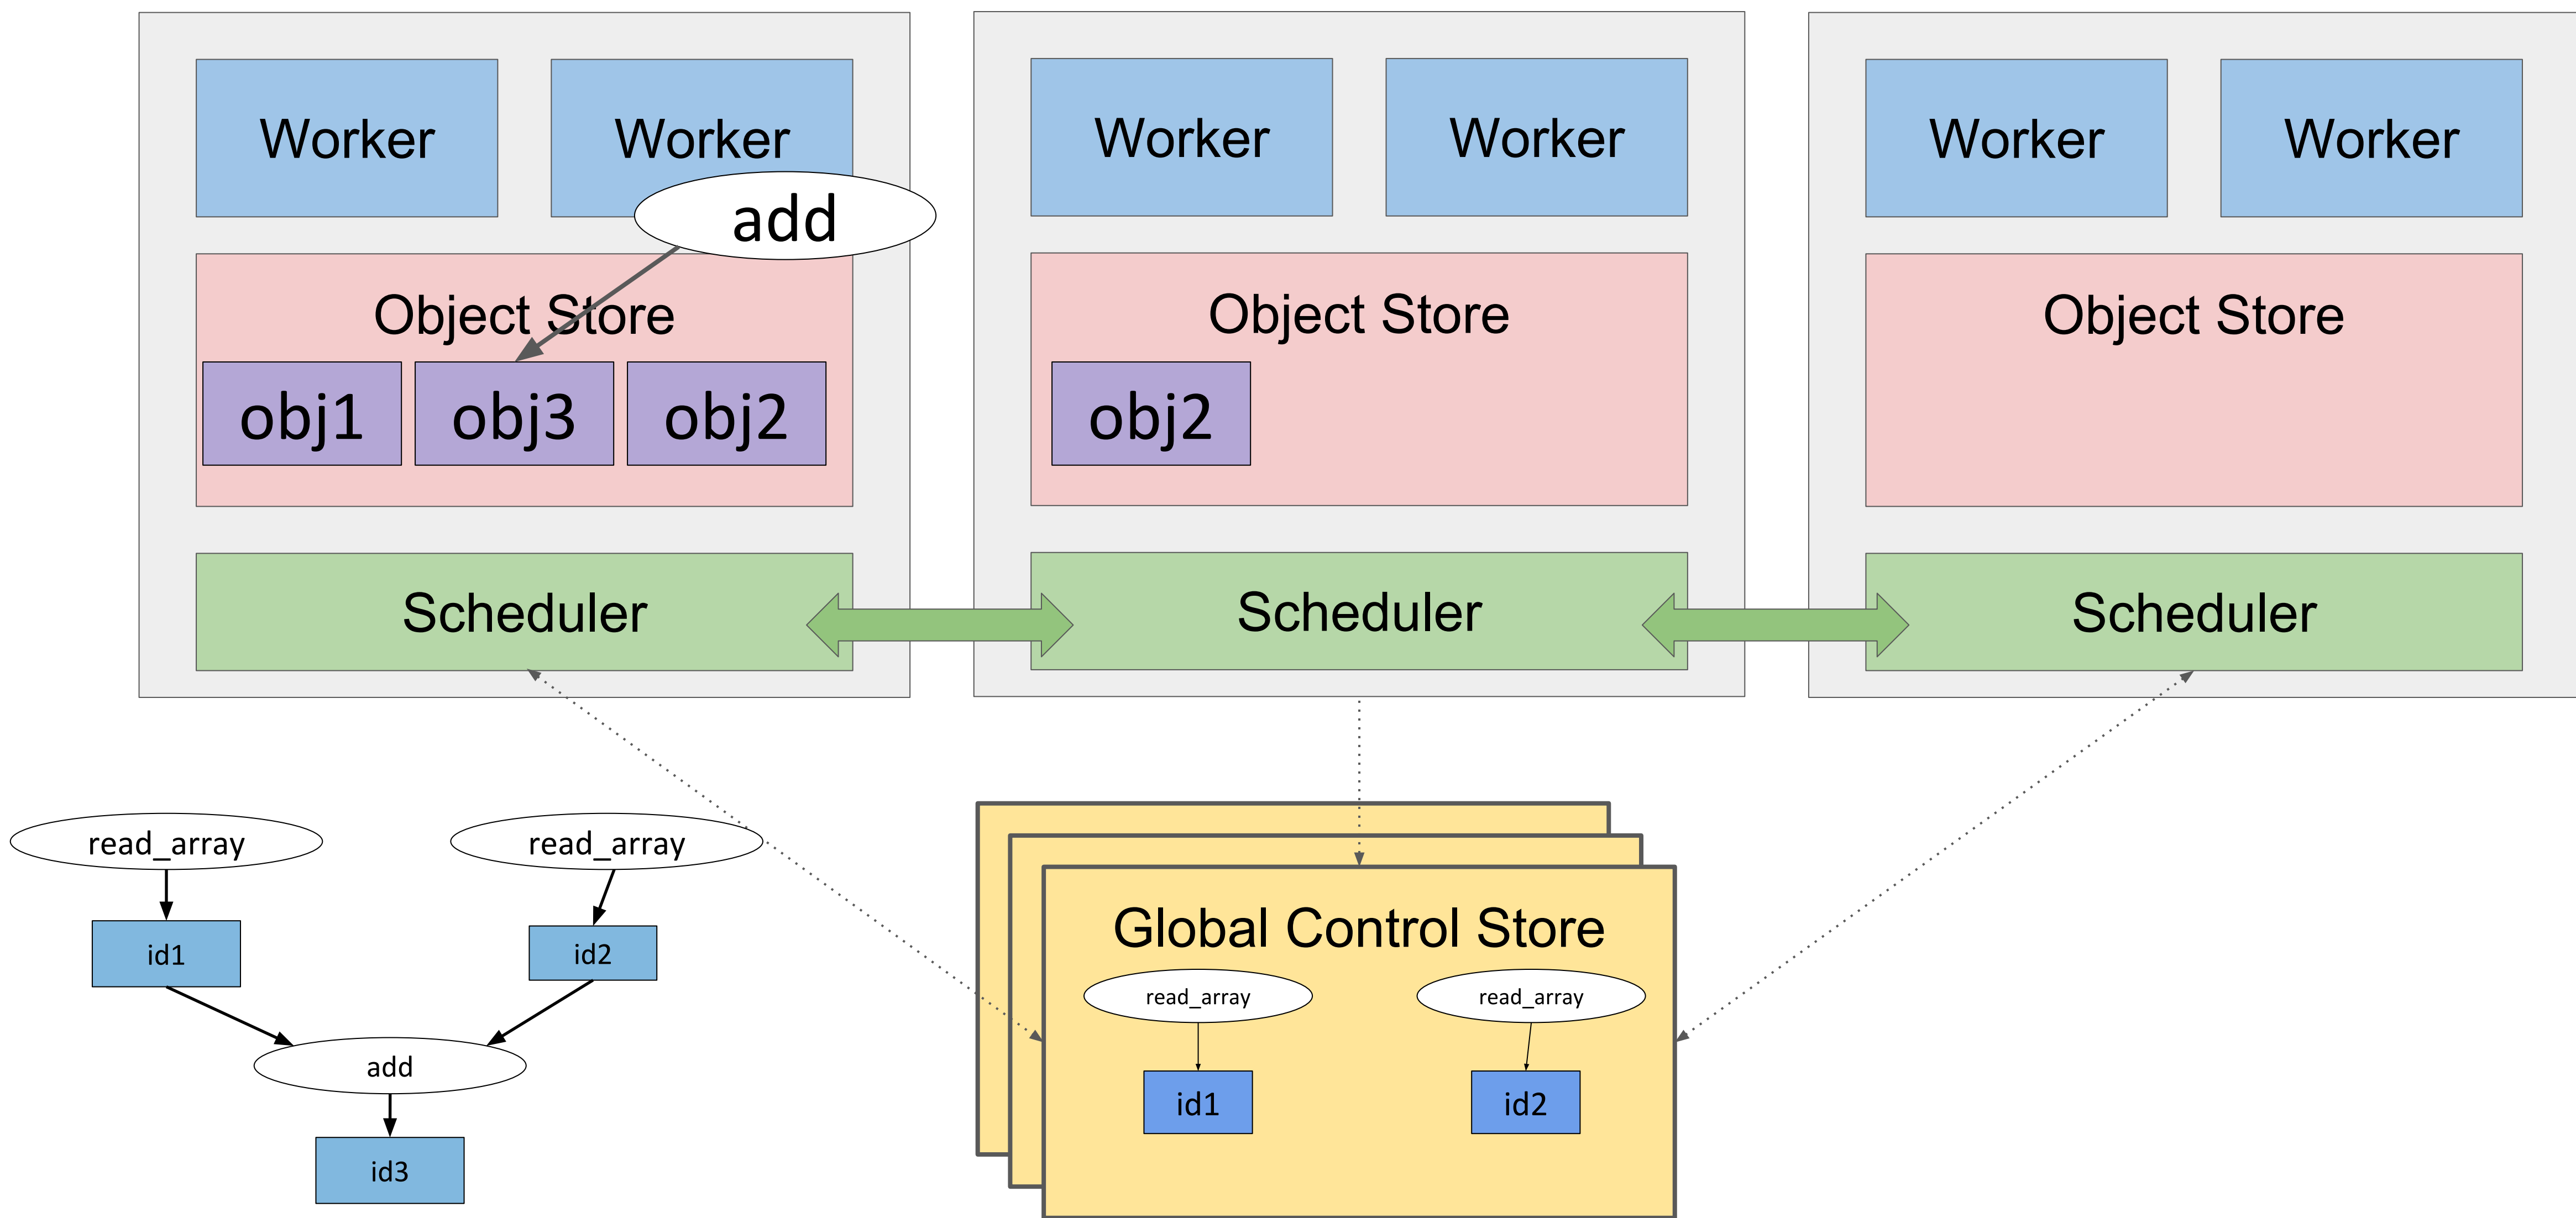 Worker
Worker
add
Object Store
obj1
obj3
obj2
Scheduler
Worker
Worker
Object Store
obj2
Scheduler
Worker
Worker
Object Store
Scheduler
read_array
read_array
id1
id2
add
id3
Global Control Store
read_array
read_array
id1
id2